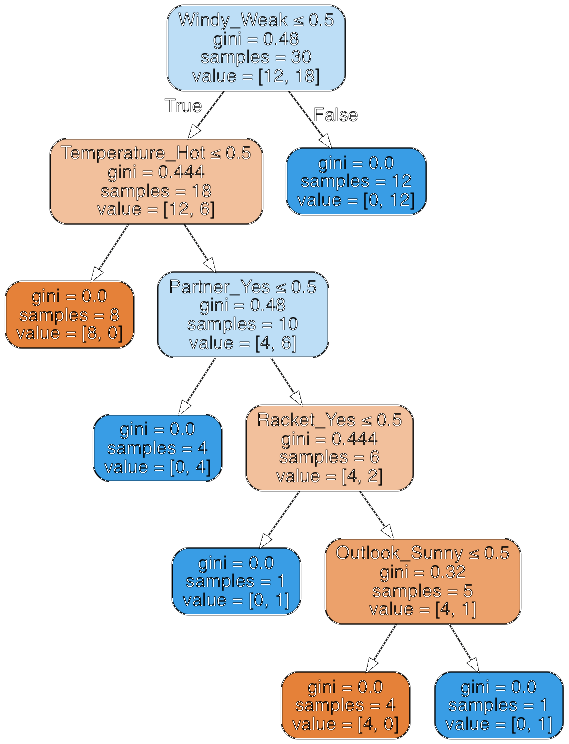 Windy_Weak ≤ 0.5
gini = 0.48
samples = 30
value = [12, 18]
True
False
Temperature_Hot ≤ 0.5
gini = 0.444
samples = 18
value = [12, 6]
gini = 0.0
samples = 12
value = [0, 12]
gini = 0.0
samples = 8
value = [8, 0]
Partner_Yes ≤ 0.5
gini = 0.48
samples = 10
value = [4, 6]
gini = 0.0
samples = 4
value = [0, 4]
Racket_Yes ≤ 0.5
gini = 0.444
samples = 6
value = [4, 2]
gini = 0.0
samples = 1
value = [0, 1]
Outlook_Sunny ≤ 0.5
gini = 0.32
samples = 5
value = [4, 1]
gini = 0.0
samples = 4
value = [4, 0]
gini = 0.0
samples = 1
value = [0, 1]